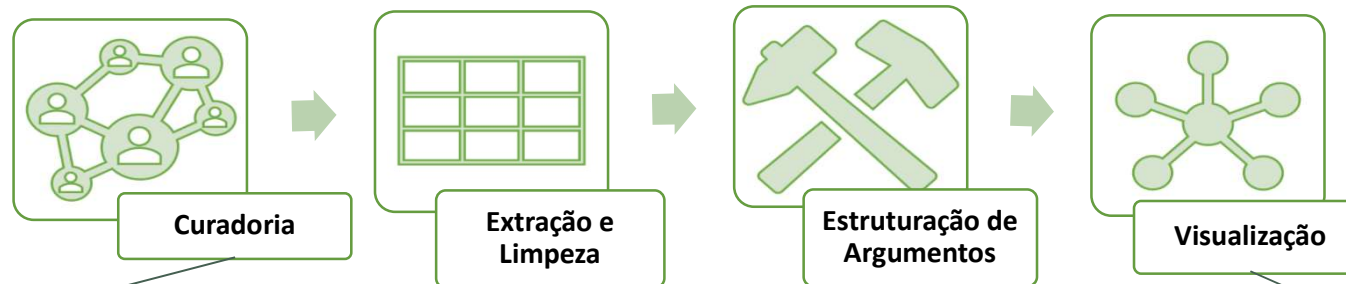 Curadoria
Extração e
Limpeza
Estruturação de
Argumentos
Visualização